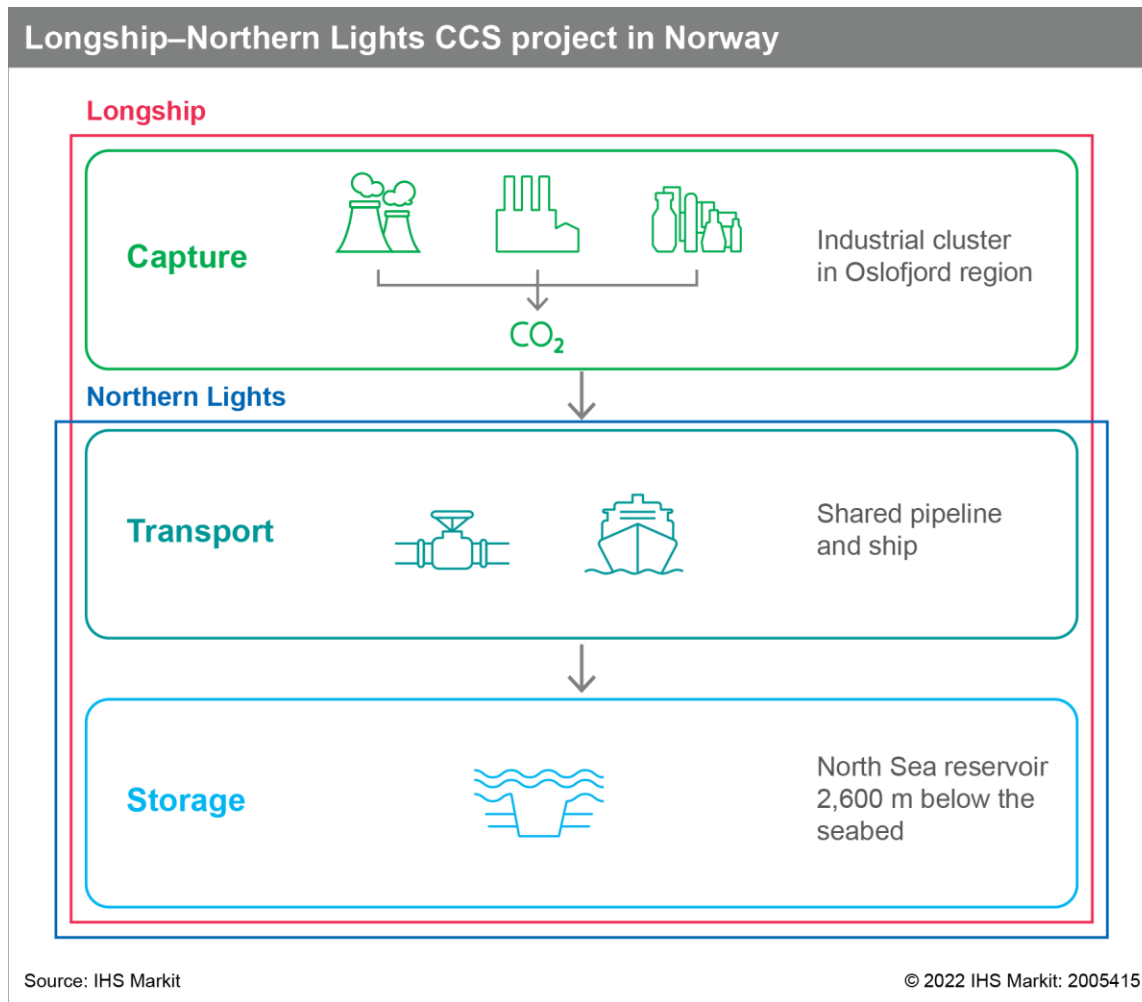 Longship–Northern Lights CCS project in Norway
Longship
Capture
Industrial cluster
in Oslofjord region
CO₂
Northern Lights
Transport
Shared pipeline
and ship
Storage
North Sea reservoir
2,600 m below the
seabed
Source: IHS Markit
© 2022 IHS Markit: 2005415